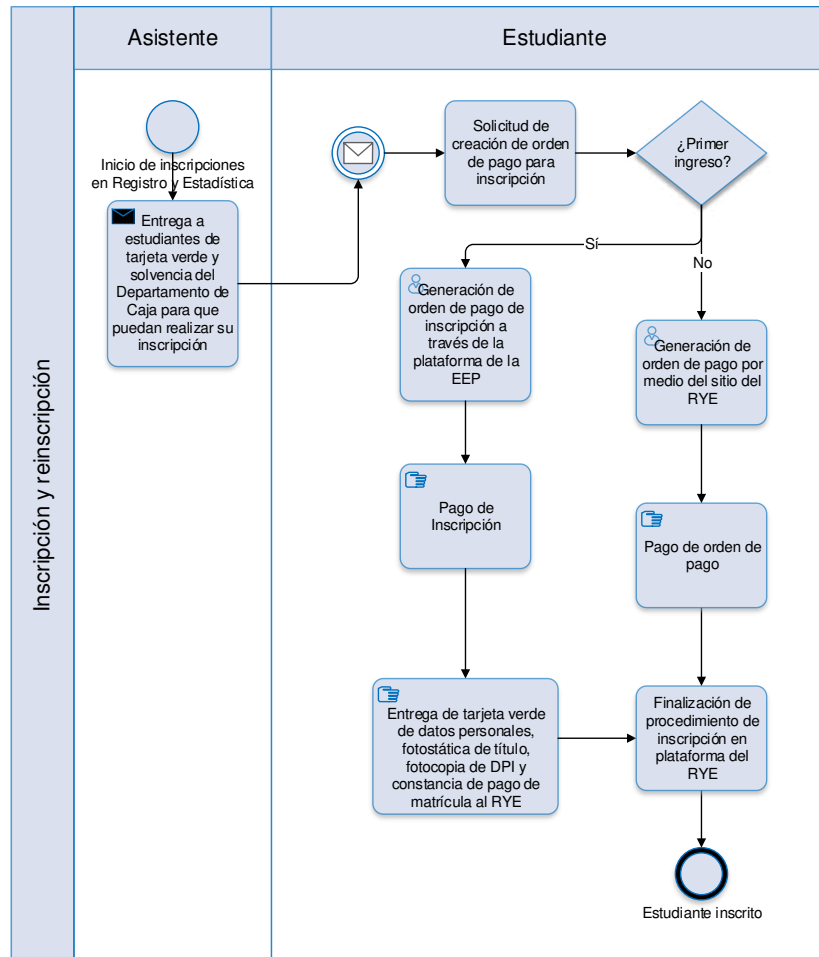 Inscripción y reinscripción
Asistente
Estudiante
Inicio de inscripciones
en Registro y Estadística
Entrega a
estudiantes de
tarjeta verde y
solvencia del
Departamento de
Caja para que
puedan realizar su
inscripción
Solicitud de
creación de orden
de pago para
inscripción
¿Primer
ingreso?
Sí
No
Generación de
orden de pago de
inscripción a
través de la
plataforma de la
EEP
Generación de
orden de pago por
medio del sitio del
RYE
Pago de
Inscripción
Pago de orden de
pago
Entrega de tarjeta verde
de datos personales,
fotostática de título,
fotocopia de DPI y
constancia de pago de
matrícula al RYE
Finalización de
procedimiento de
inscripción en
plataforma del
RYE
Estudiante inscrito